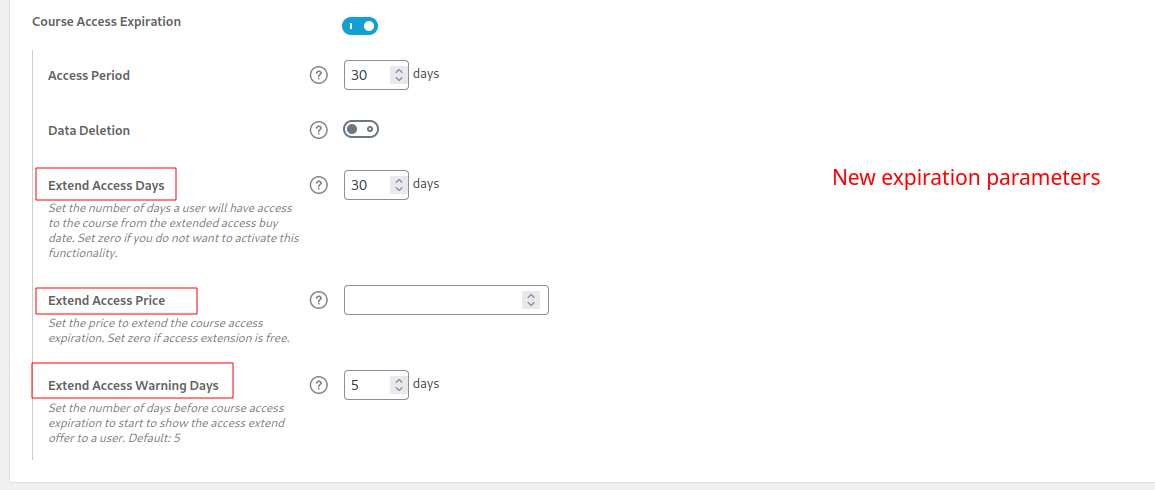 Course Access Expiration
Access Period ? 30 days
Data Deletion ?
Extend Access Days ? 30 days
New expiration parameters
Set the number of days a user will have access
to the course from the extended access buy
date. Set zero if you do not want to activate this
functionality.
Extend Access Price ?
Set the price to extend the course access
expiration. Set zero if access extension is free.
Extend Access Warning Days ? 5 days
Set the number of days before course access
expiration to start to show the access extend
offer to a user. Default: 5